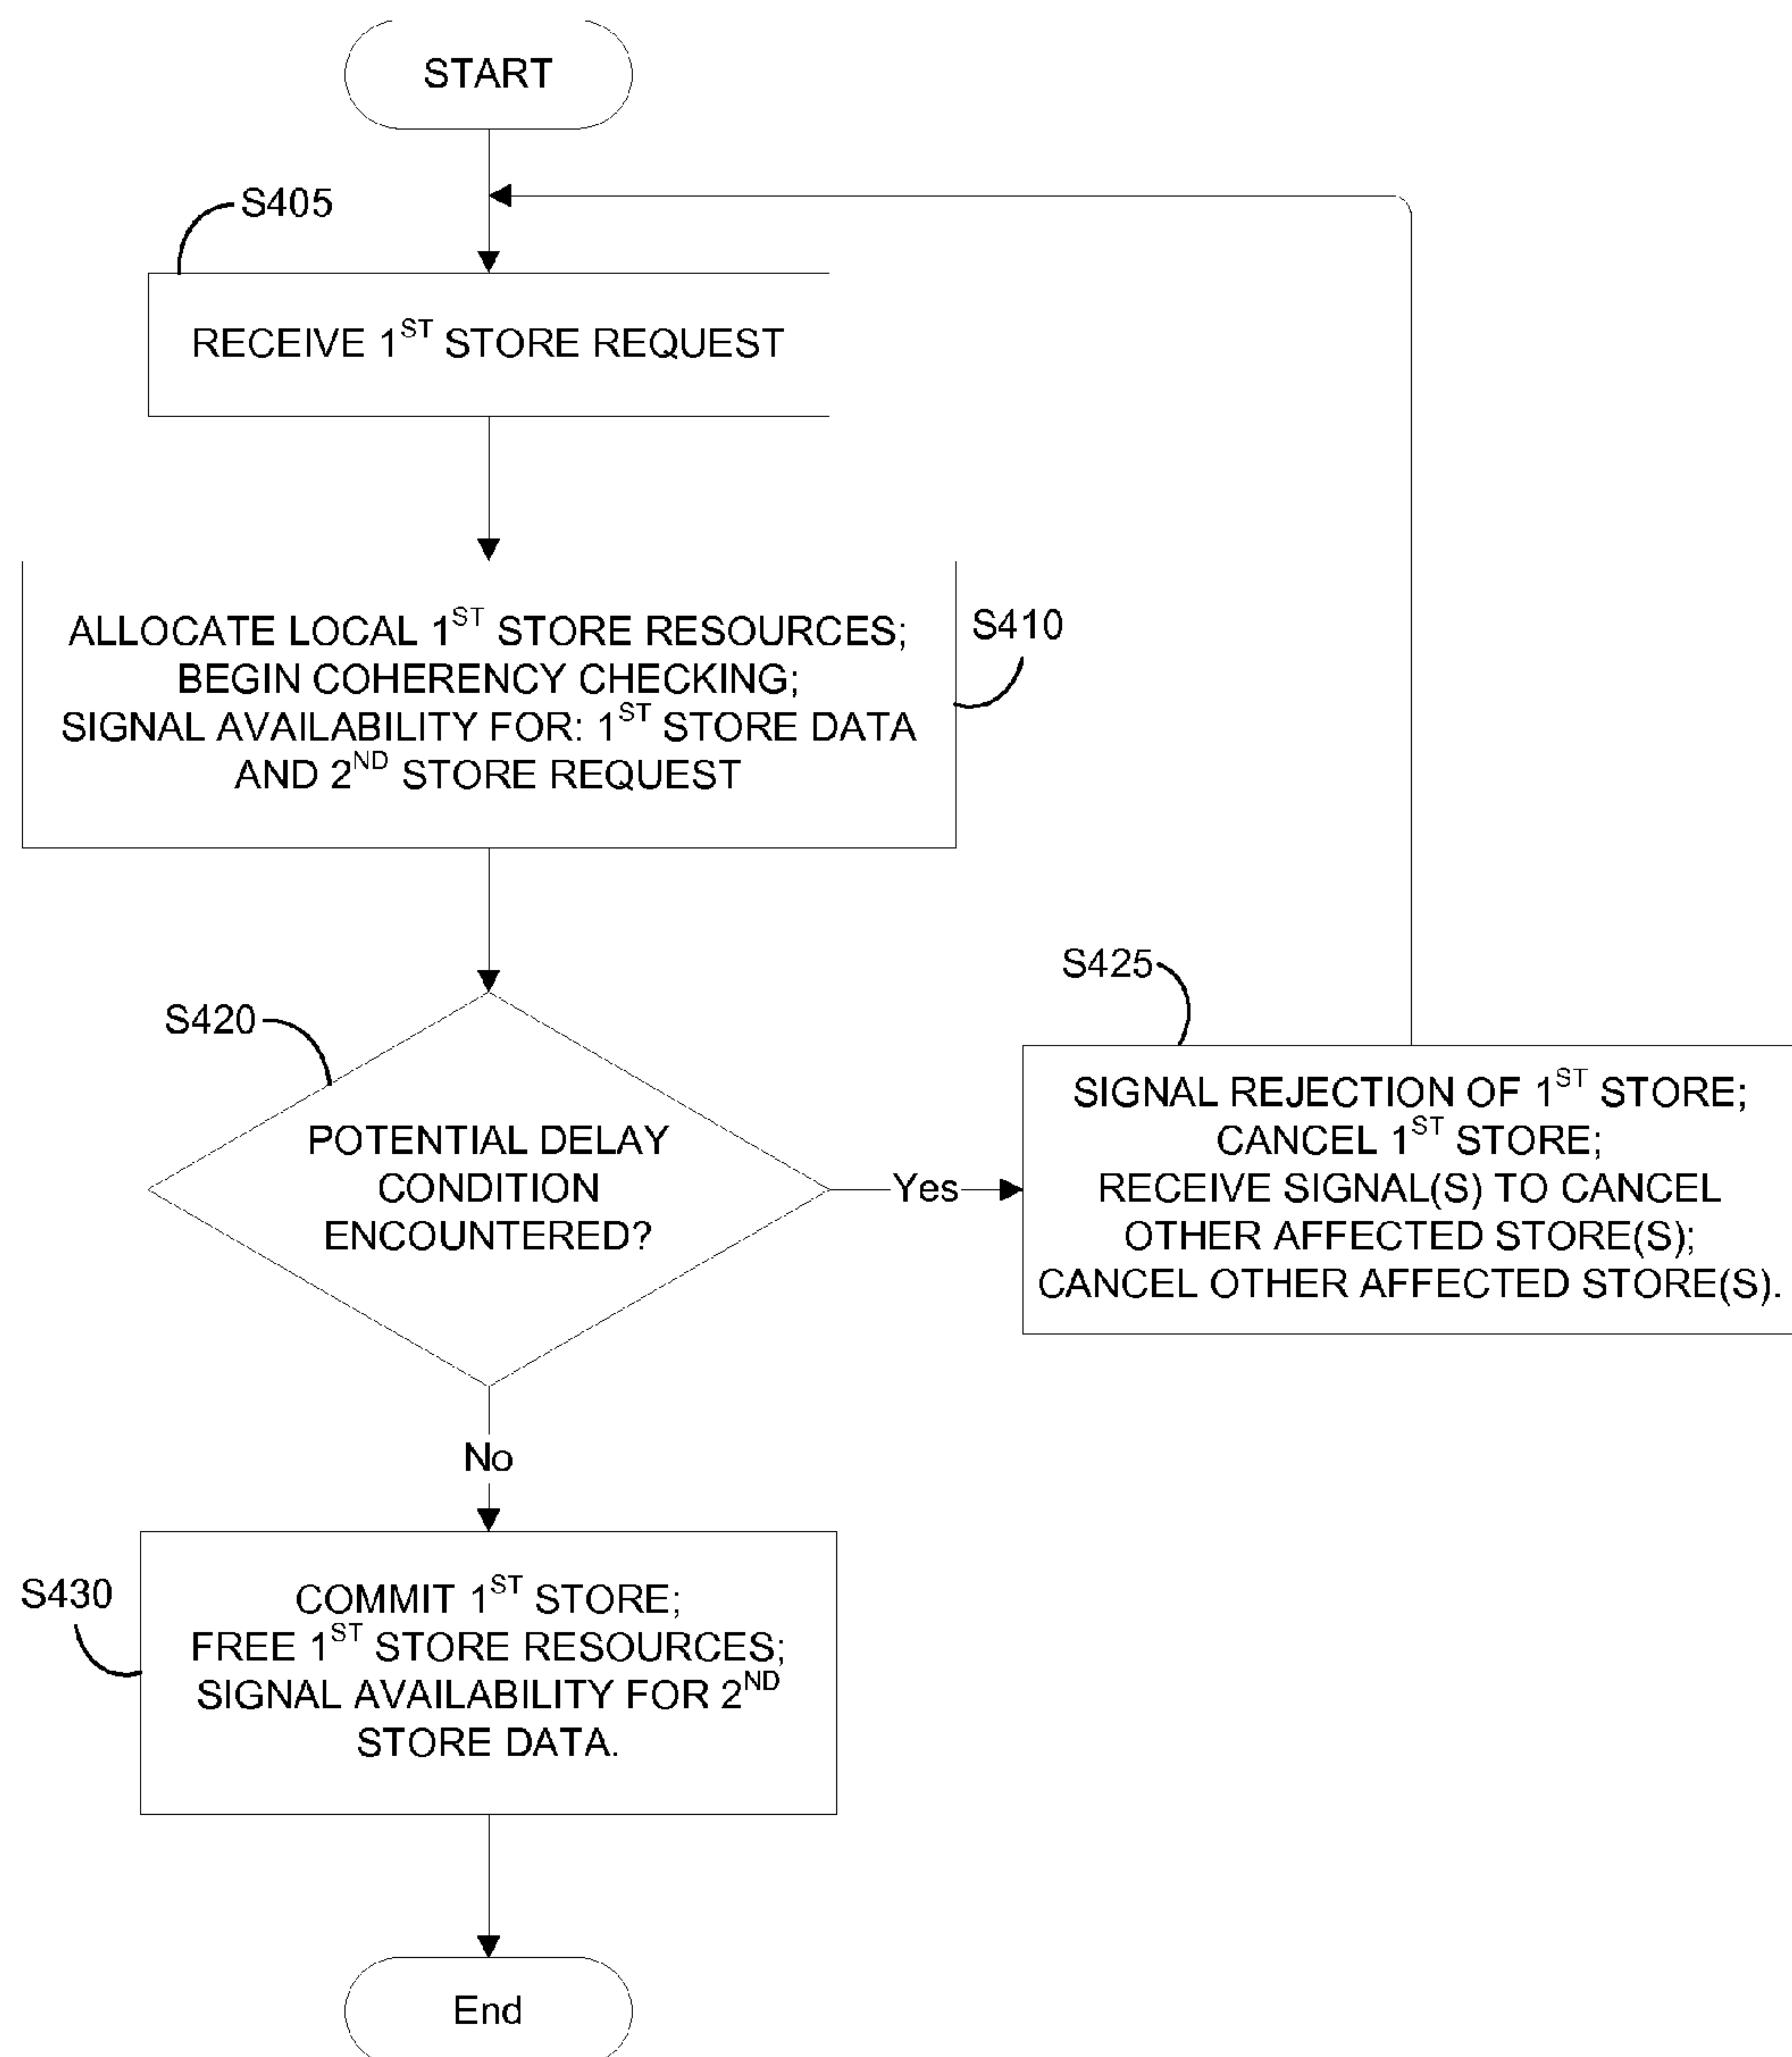 START
S405
RECEIVE 1ST STORE REQUEST
ALLOCATE LOCAL 1ST STORE RESOURCES;
BEGIN COHERENCY CHECKING;
SIGNAL AVAILABILITY FOR: 1ST STORE DATA
AND 2ND STORE REQUEST
S410
S420
POTENTIAL DELAY
CONDITION
ENCOUNTERED?
Yes
S425
SIGNAL REJECTION OF 1ST STORE;
CANCEL 1ST STORE;
RECEIVE SIGNAL(S) TO CANCEL
OTHER AFFECTED STORE(S);
CANCEL OTHER AFFECTED STORE(S).
No
S430
COMMIT 1ST STORE;
FREE 1ST STORE RESOURCES;
SIGNAL AVAILABILITY FOR 2ND
STORE DATA.
End